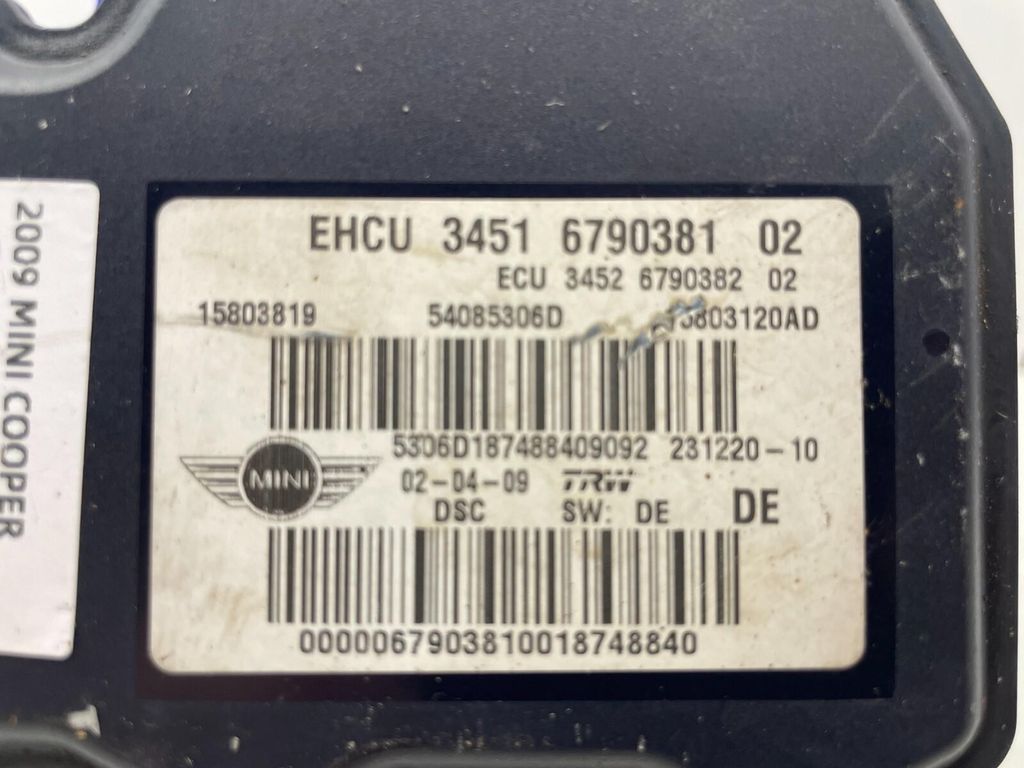 EHCU 3451 6790381 02
ECU 3452 6790382 02
15803819 54085306D 15803120AD
5306D187488409092 231220-10
MINI
02-04-09 TRW
DSC SW: DE DE
0000067903810018748840
2009 MINI COOPER